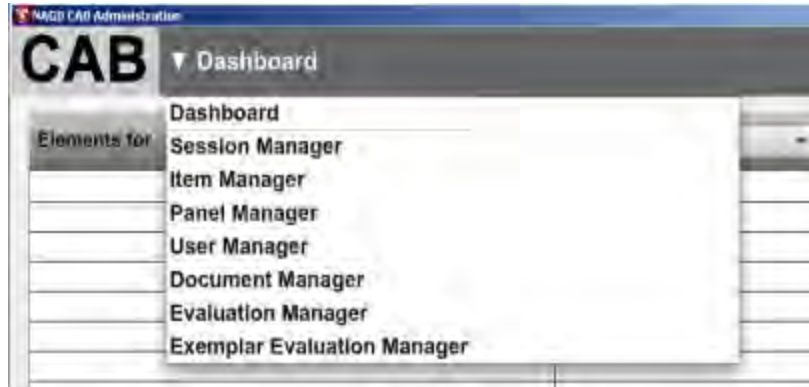 NAGB CAB Administration
CAB ▼ Dashboard
Dashboard
Elements for
Session Manager
Item Manager
Panel Manager
User Manager
Document Manager
Evaluation Manager
Exemplar Evaluation Manager